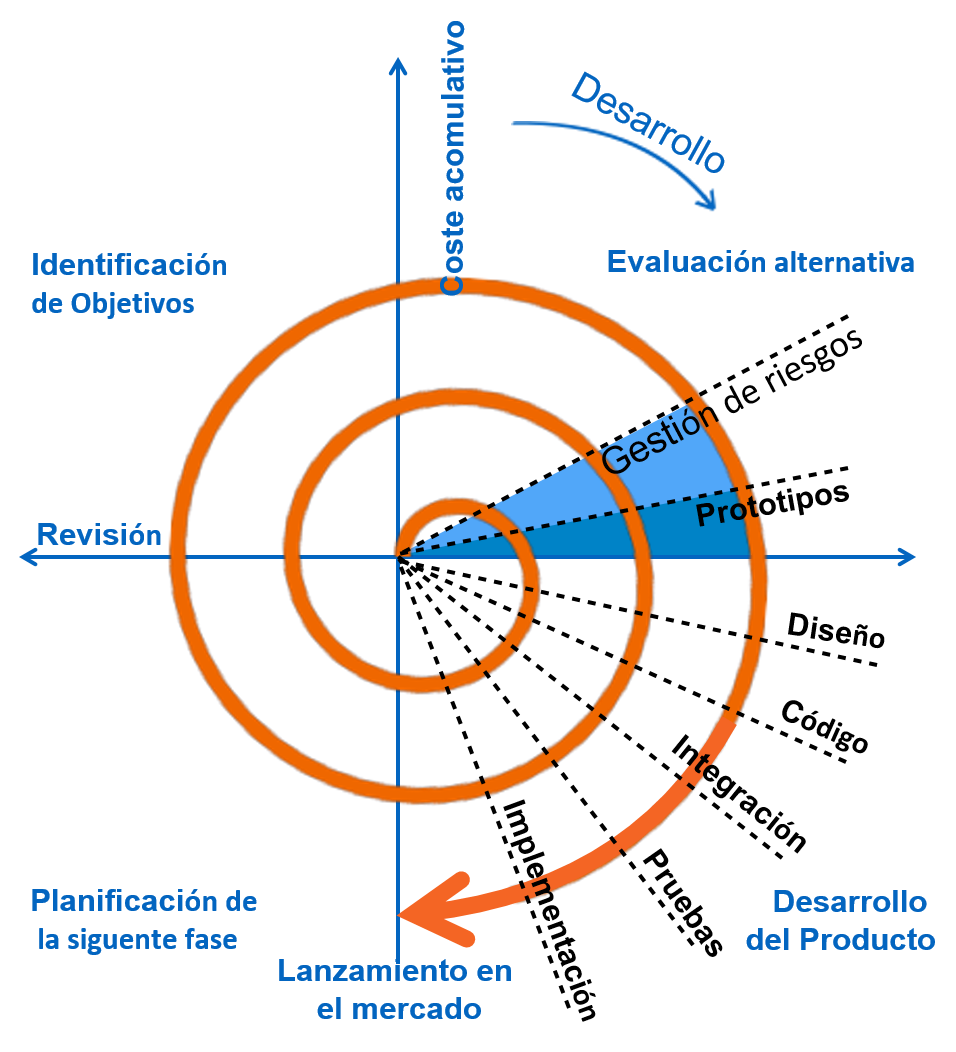 Coste acomulativo
Desarrollo
Identificación
de Objetivos
Evaluación alternativa
Gestión de riesgos
Prototipos
Revisión
Diseño
Código
Integración
Pruebas
Implementación
Planificación de
la siguente fase
Desarrollo
del Producto
Lanzamiento en
el mercado